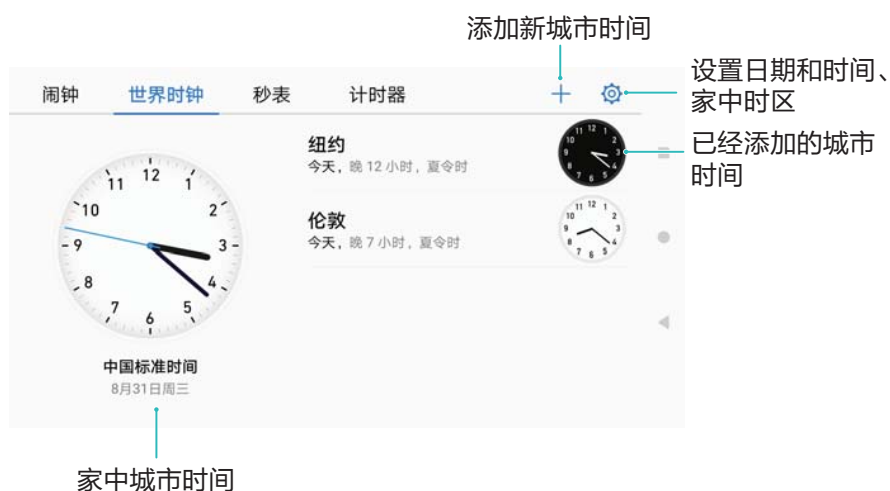 添加新城市时间
设置日期和时间、
家中时区
闹钟 世界时钟 秒表 计时器
已经添加的城市
时间
纽约
今天，晚 12 小时，夏令时
伦敦
今天，晚 7 小时，夏令时
12
1
2
3
4
5
6
7
8
9
10
11
中国标准时间
8月31日周三
家中城市时间